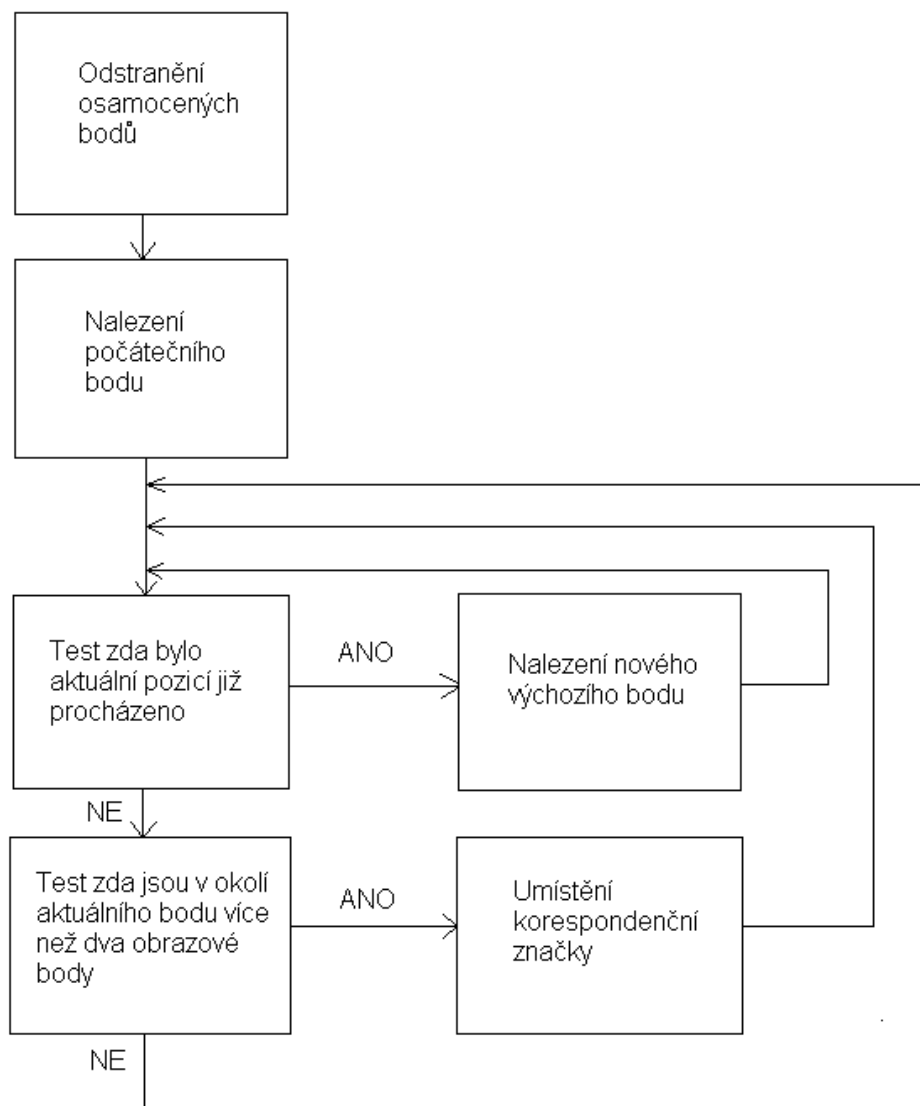 Odstranění
osamocených
bodů
Nalezení
počátečního
bodu
Test zda bylo
aktuální pozicí již
procházeno
ANO
Nalezení nového
výchozího bodu
NE
Test zda jsou v okolí
aktuálního bodu více
než dva obrazové
body
ANO
Umístění
korespondenční
značky
NE